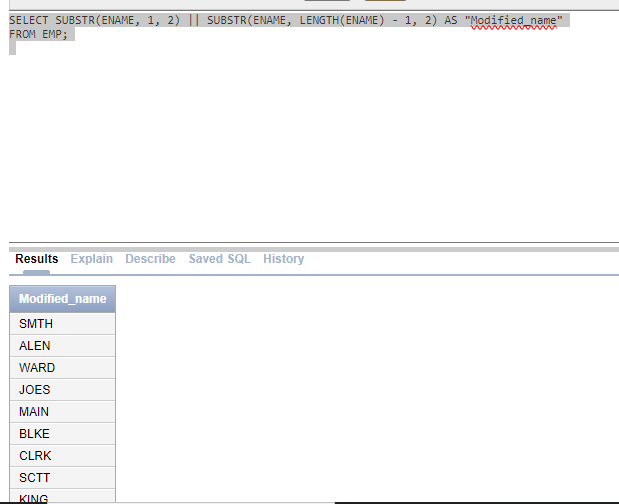 SELECT SUBSTR(ENAME, 1, 2) || SUBSTR(ENAME, LENGTH(ENAME) - 1, 2) AS "Modified_name"
FROM EMP;
Results Explain Describe Saved SQL History
Modified_name
SMTH
ALEN
WARD
JOES
MAIN
BLKE
CLRK
SCTT
KING